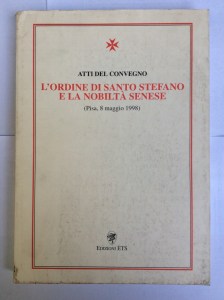 ATTI DEL CONVEGNO
L'ORDINE DI SANTO STEFANO
E LA NOBILTÀ SENESE
(Pisa, 8 maggio 1998)
EDIZIONI ETS